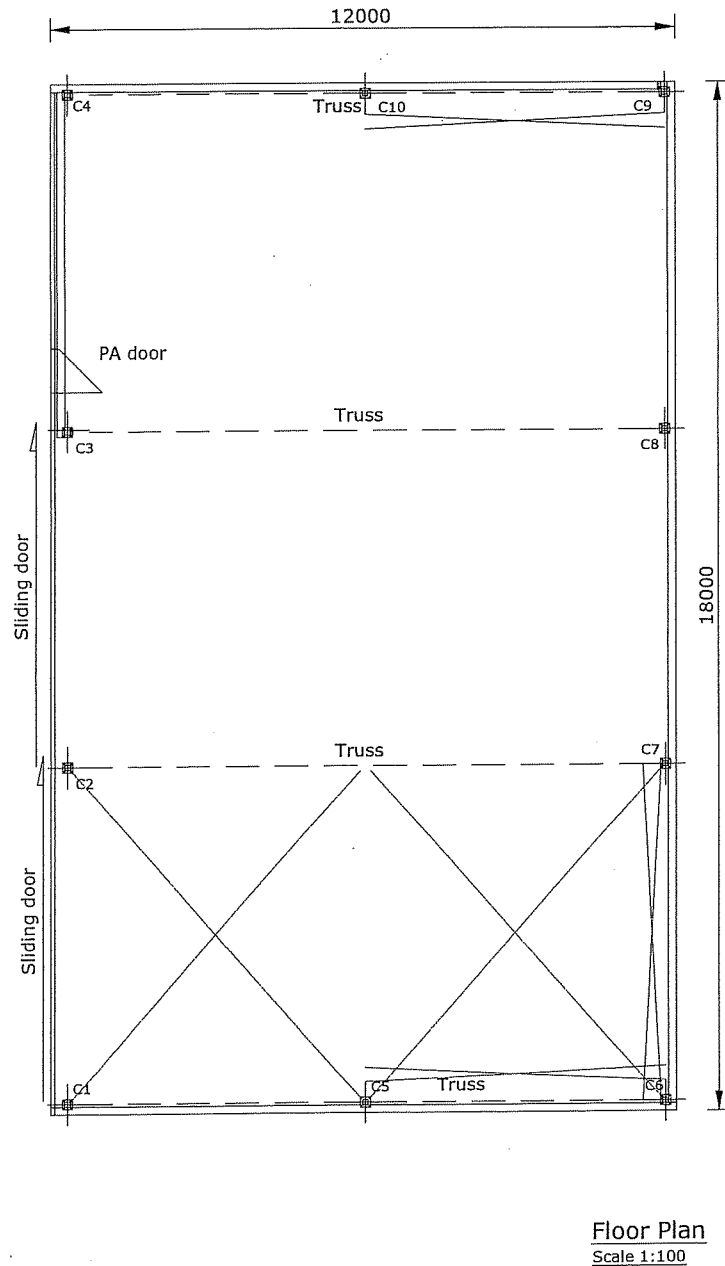 12000
C4
Truss
C10
C9
PA door
Truss
C3
C8
Sliding door
18000
Truss
C7
C2
Sliding door
C1
C5
Truss
C6
Floor Plan
Scale 1:100